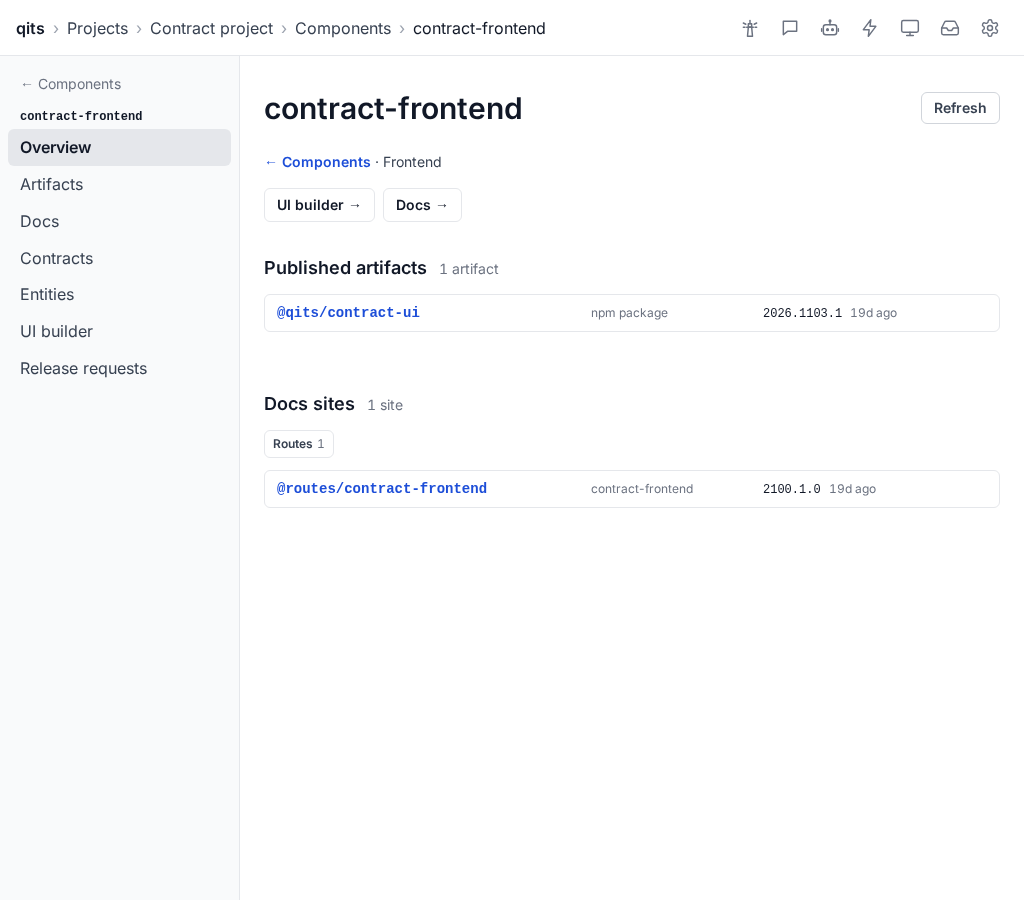 qits › Projects › Contract project › Components › contract-frontend
← Components
contract-frontend
Overview
Artifacts
Docs
Contracts
Entities
UI builder
Release requests
contract-frontend
Refresh
← Components · Frontend
UI builder → Docs →
Published artifacts 1 artifact
@qits/contract-ui npm package 2026.1103.1 19d ago
Docs sites 1 site
Routes 1
@routes/contract-frontend contract-frontend 2100.1.0 19d ago